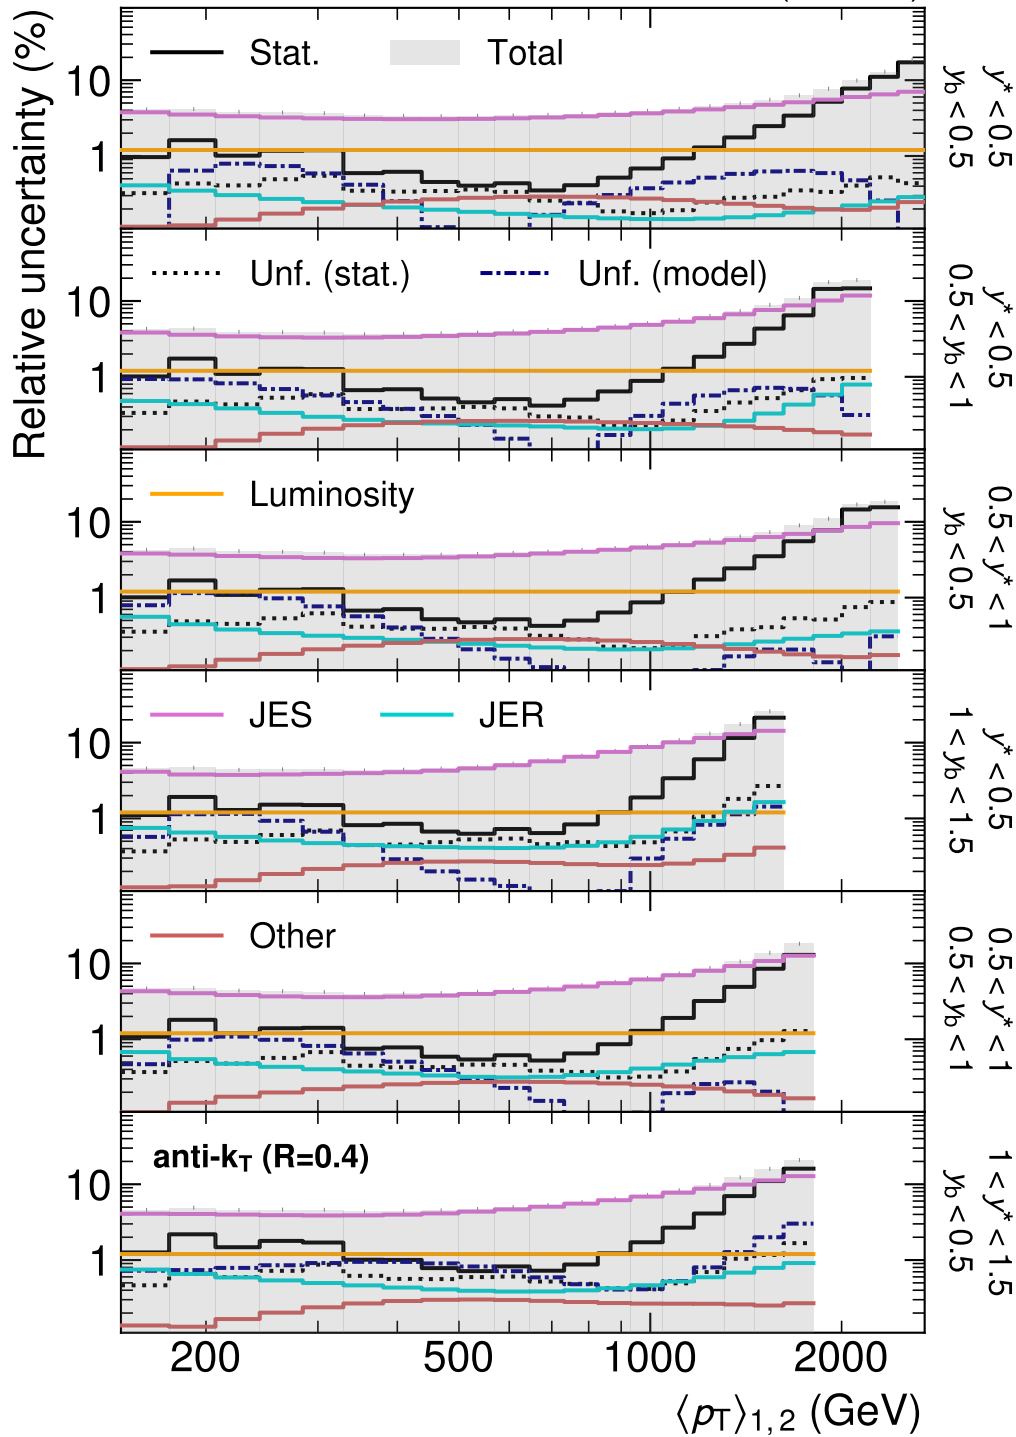 Relative uncertainty (%)
Stat. Total
10
1
y* < 0.5
yb < 0.5
Unf. (stat.) Unf. (model)
10
1
y* < 0.5
0.5 < yb < 1
Luminosity
10
1
0.5 < y* < 1
yb < 0.5
JES JER
10
1
y* < 0.5
1 < yb < 1.5
Other
10
1
0.5 < y* < 1
0.5 < yb < 1
anti-kT (R=0.4)
10
1
1 < y* < 1.5
yb < 0.5
200 500 1000 2000
⟨pT⟩1, 2 (GeV)